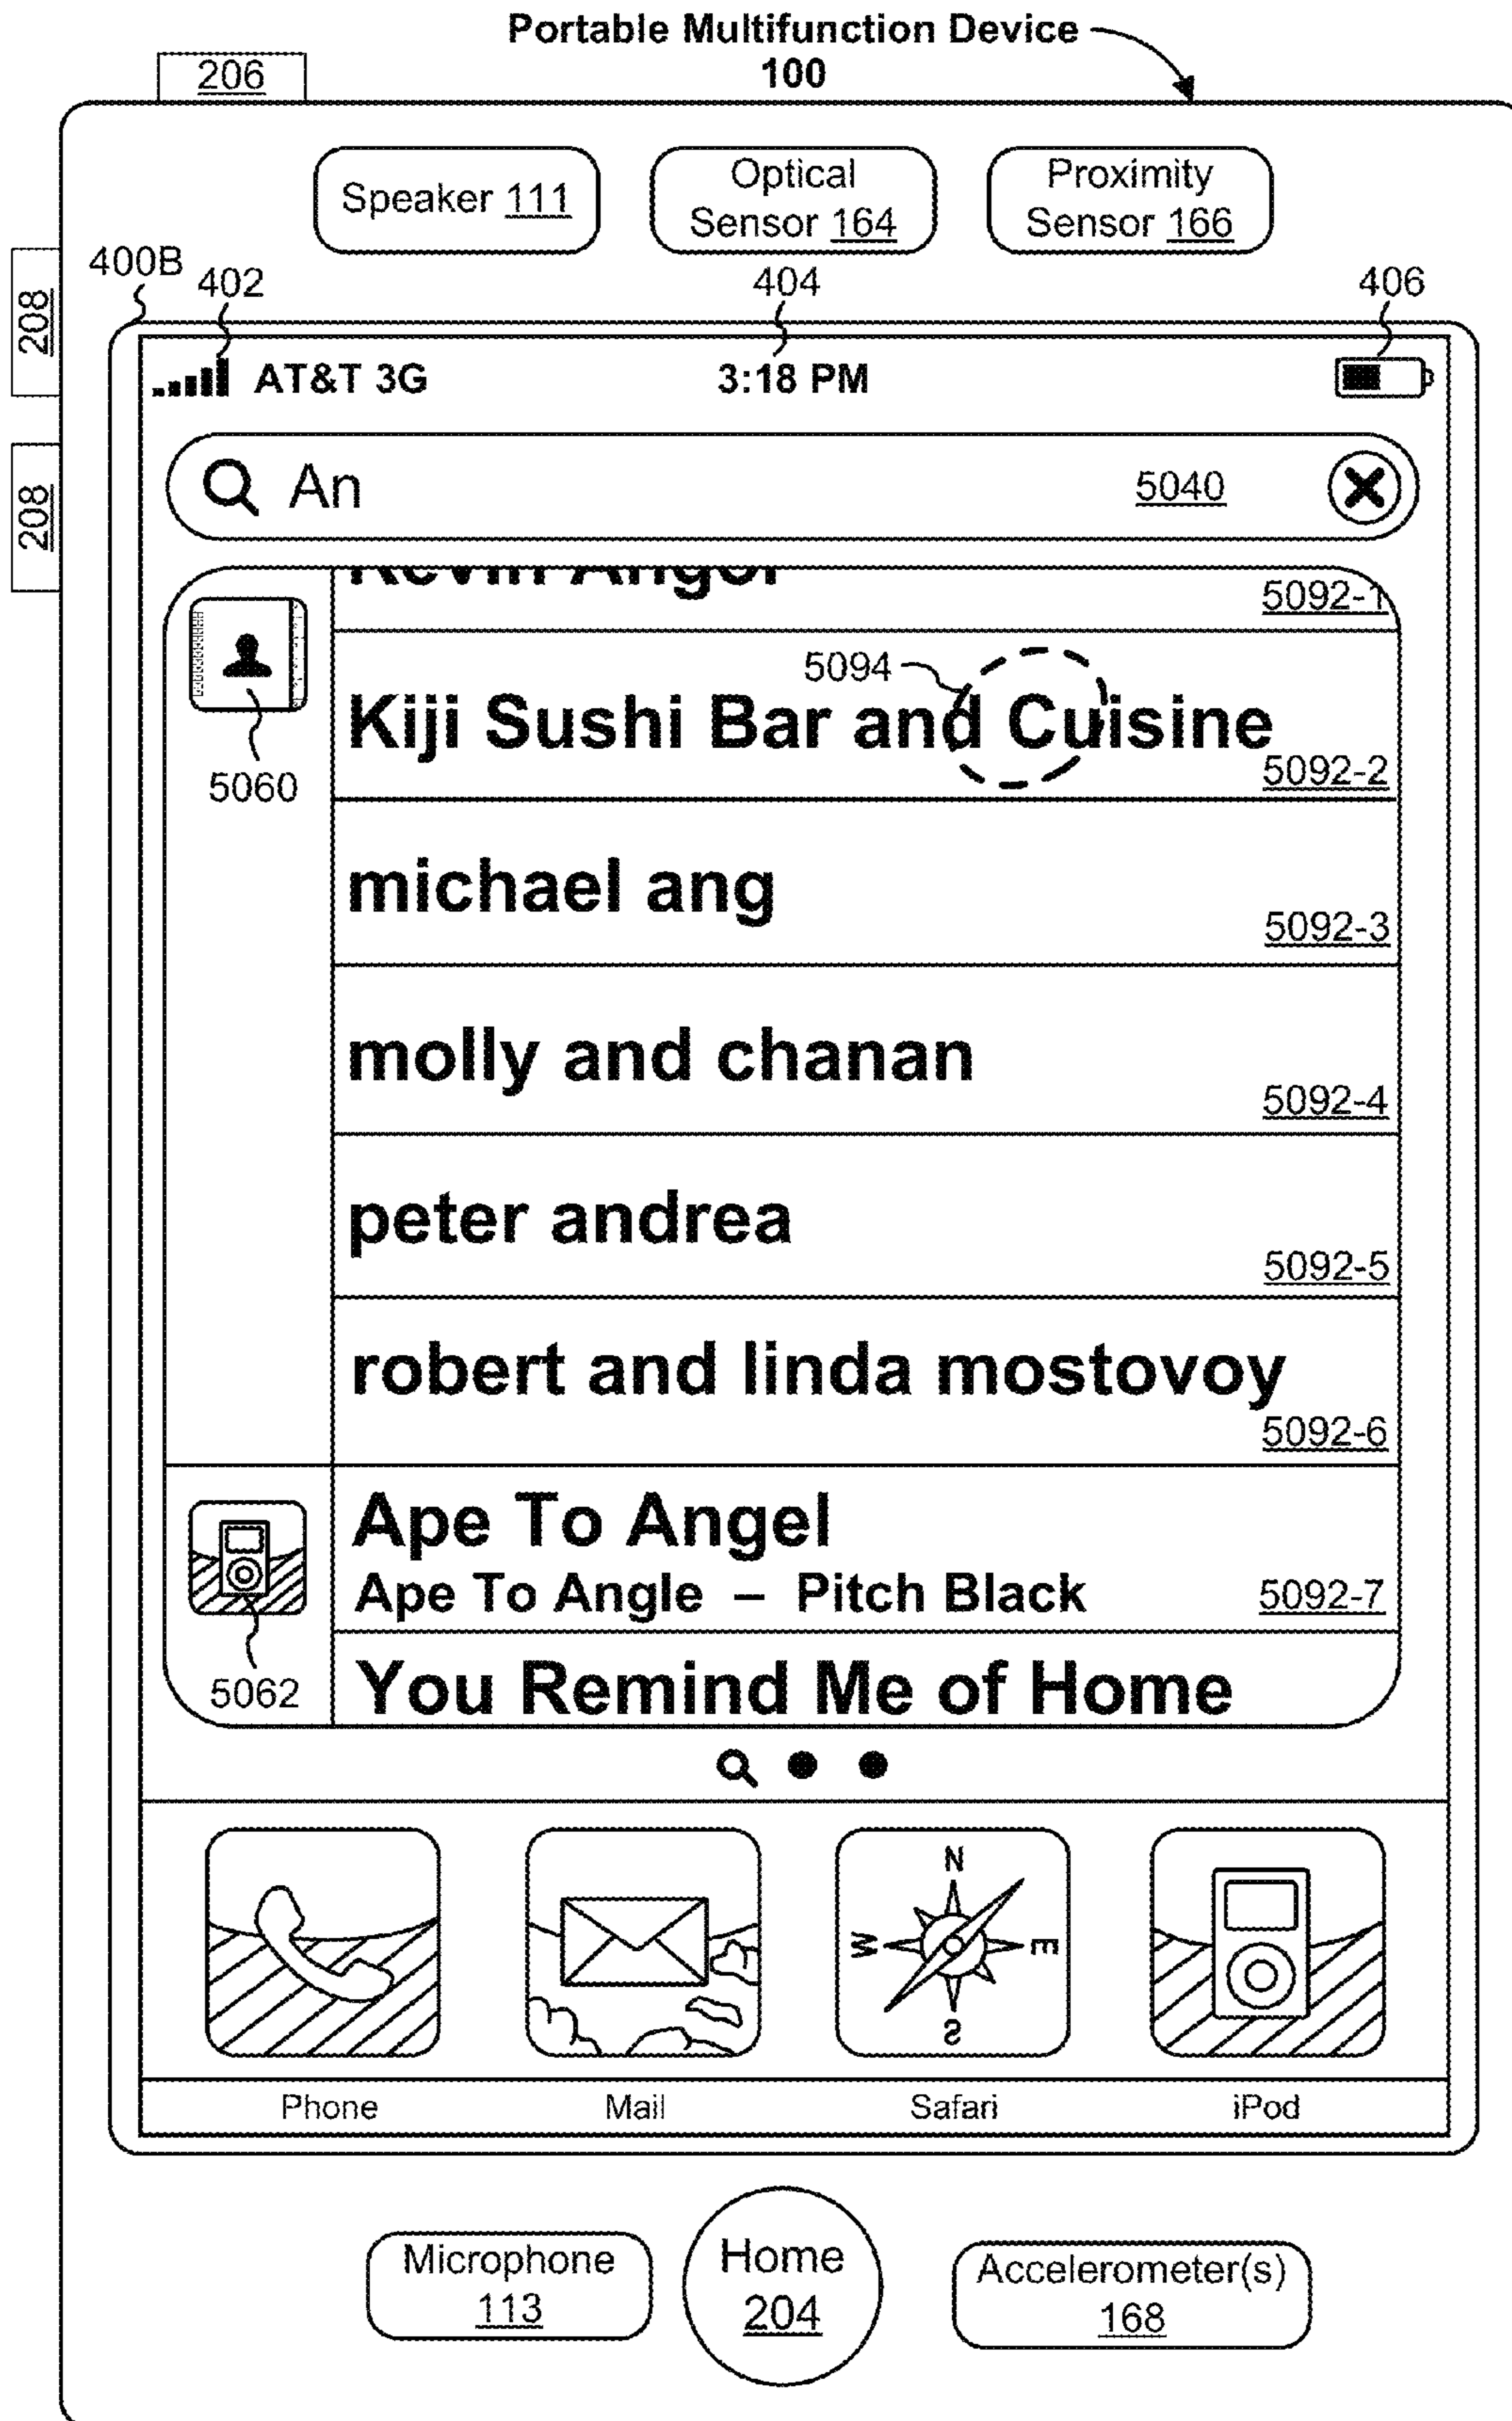 Portable Multifunction Device
100
206
Speaker 111
Optical
Sensor 164
Proximity
Sensor 166
400B
402
404
406
208
208
AT&T 3G
3:18 PM
An
5040
Kevin Angol
5092-1
5094
Kiji Sushi Bar and Cuisine
5092-2
5060
michael ang
5092-3
molly and chanan
5092-4
peter andrea
5092-5
robert and linda mostovoy
5092-6
Ape To Angel
Ape To Angle – Pitch Black
5092-7
5062
You Remind Me of Home
N
W
E
S
Phone
Mail
Safari
iPod
Microphone
113
Home
204
Accelerometer(s)
168